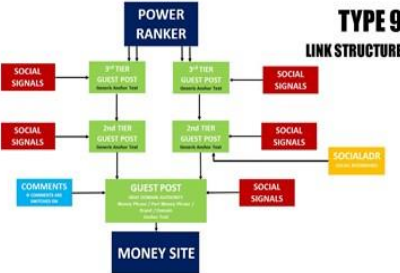 POWER
RANKER
TYPE 9
LINK STRUCTURE
3rd TIER
GUEST POST
Generic Anchor Text
3rd TIER
GUEST POST
Generic Anchor Text
SOCIAL
SIGNALS
SOCIAL
SIGNALS
SOCIAL
SIGNALS
2nd TIER
GUEST POST
Generic Anchor Text
2nd TIER
GUEST POST
Generic Anchor Text
SOCIAL
SIGNALS
SOCIALADR
COMMENTS
GUEST POST
Anchor Text
SOCIAL
SIGNALS
MONEY SITE